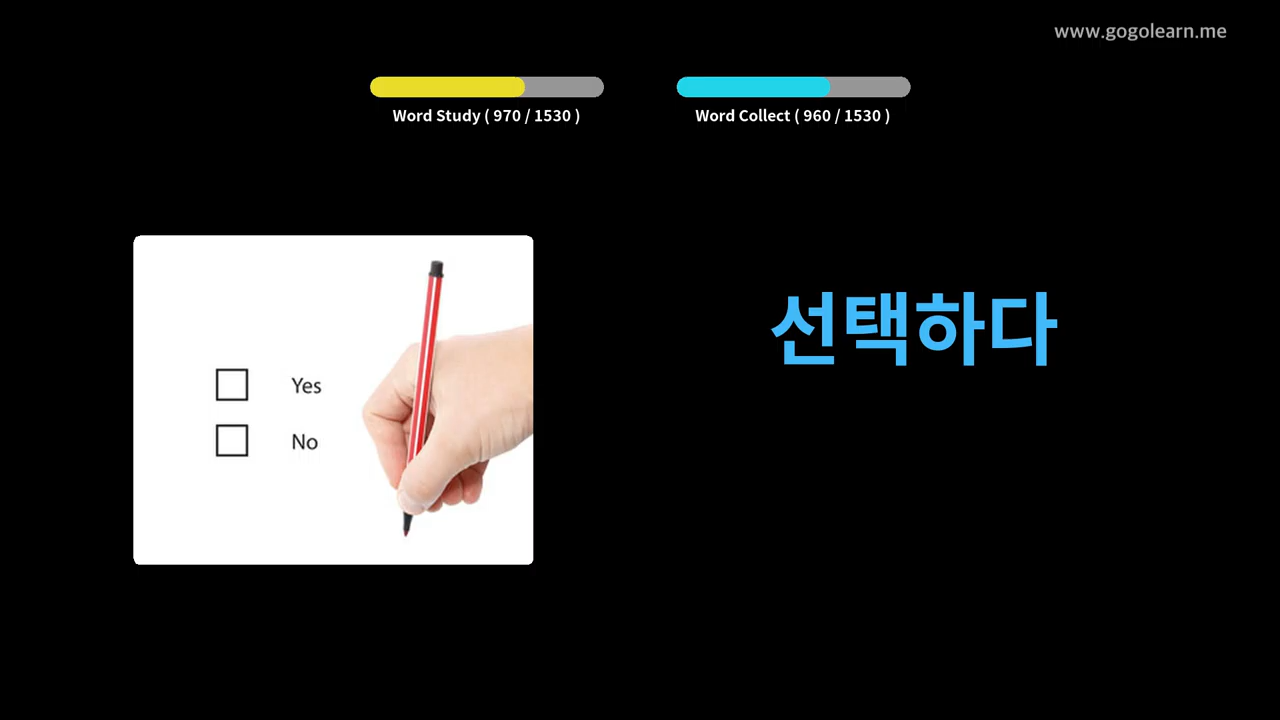 www.gogolearn.me
Word Study ( 970 / 1530 )
Word Collect ( 960 / 1530 )
선택하다
Yes
No